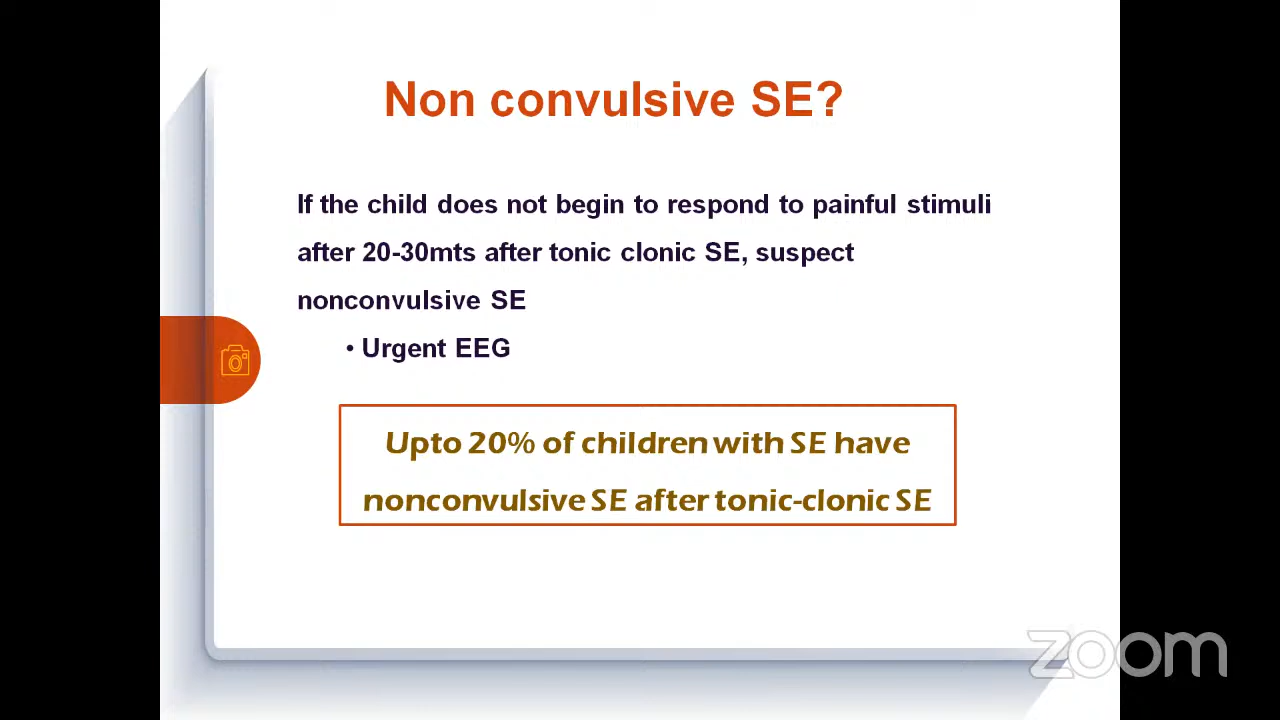 Non convulsive SE?
If the child does not begin to respond to painful stimuli
after 20-30mts after tonic clonic SE, suspect
nonconvulsive SE
• Urgent EEG
Upto 20% of children with SE have
nonconvulsive SE after tonic-clonic SE
zoom